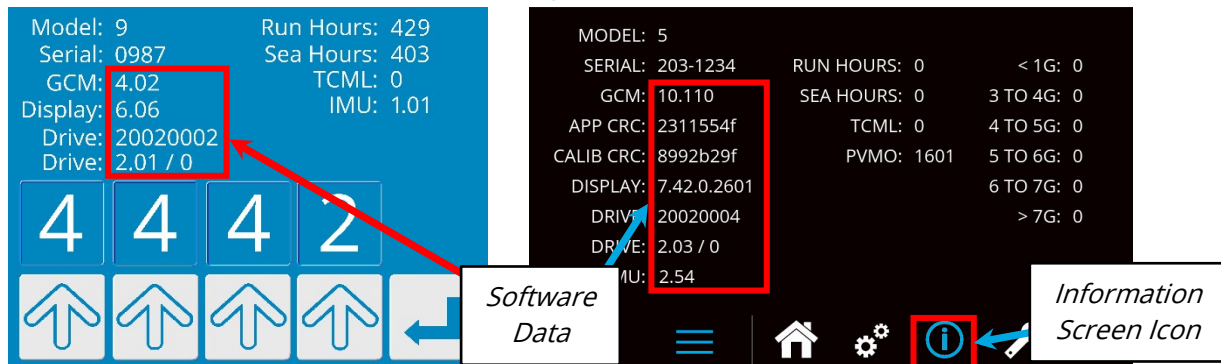 Model: 9
Serial: 0987
GCM: 4.02
Display: 6.06
Drive: 20020002
Drive: 2.01 / 0
Run Hours: 429
Sea Hours: 403
TCML: 0
IMU: 1.01
4 4 4 2
MODEL: 5
SERIAL: 203-1234
GCM: 10.110
APP CRC: 2311554f
CALIB CRC: 8992b29f
DISPLAY: 7.42.0.2601
DRIVE: 20020004
DRIVE: 2.03 / 0
MU: 2.54
RUN HOURS: 0
SEA HOURS: 0
TCML: 0
PVMO: 1601
< 1G: 0
3 TO 4G: 0
4 TO 5G: 0
5 TO 6G: 0
6 TO 7G: 0
> 7G: 0
Software
Data
Information
Screen Icon